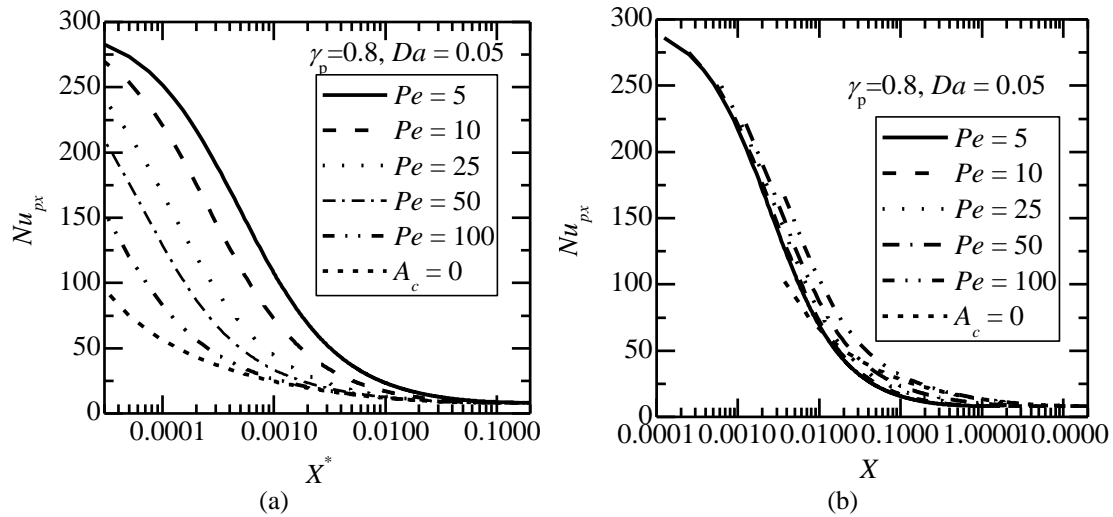 300
250
200
150
100
50
0
Nu_px
γ_p=0.8, Da = 0.05
Pe = 5
Pe = 10
Pe = 25
Pe = 50
Pe = 100
A_c = 0
0.0001 0.0010 0.0100 0.1000
X*
(a)
300
250
200
150
100
50
0
Nu_px
γ_p=0.8, Da = 0.05
Pe = 5
Pe = 10
Pe = 25
Pe = 50
Pe = 100
A_c = 0
0.0001 0.0010 0.0100 0.1000 1.0000 10.0000
X
(b)